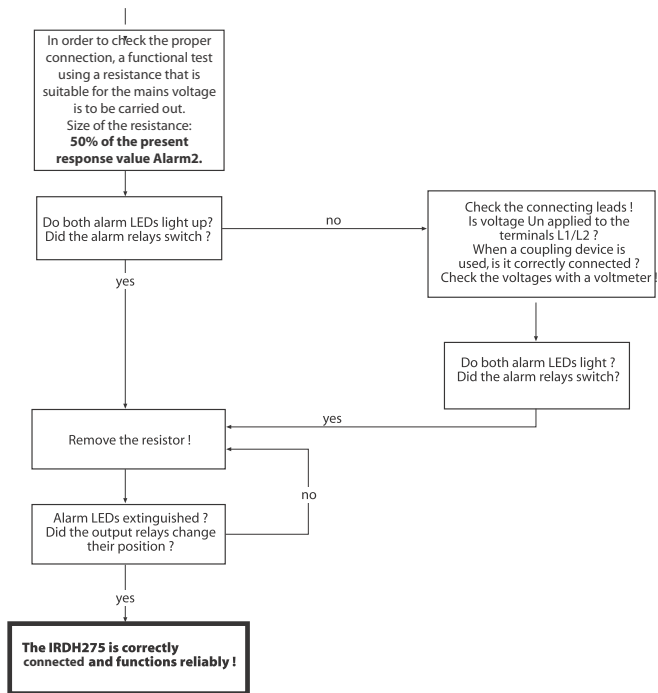 In order to check the proper
connection, a functional test
using a resistance that is
suitable for the mains voltage
is to be carried out.
Size of the resistance:
50% of the present
response value Alarm2.
Do both alarm LEDs light up?
Did the alarm relays switch ?
no
Check the connecting leads !
Is voltage Un applied to the
terminals L1/L2 ?
When a coupling device is
used, is it correctly connected ?
Check the voltages with a voltmeter !
yes
Do both alarm LEDs light ?
Did the alarm relays switch?
yes
Remove the resistor !
no
Alarm LEDs extinguished ?
Did the output relays change
their position ?
yes
The IRDH275 is correctly
connected and functions reliably !